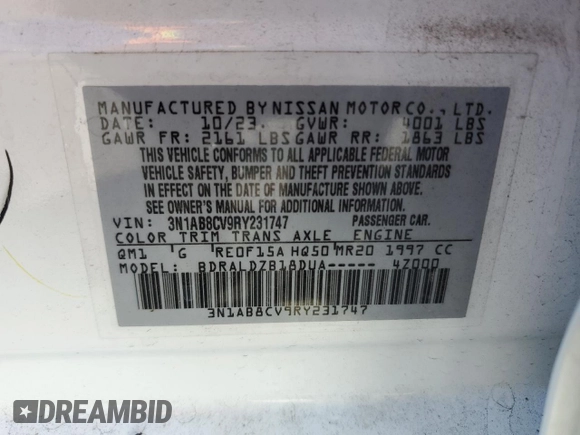 MANUFACTURED BY NISSAN MOTOR CO., LTD.
DATE: 10/23. GVWR: 4001 LBS
GAWR FR: 2161 LBS GAWR RR: 1863 LBS
THIS VEHICLE CONFORMS TO ALL APPLICABLE FEDERAL MOTOR
VEHICLE SAFETY, BUMPER AND THEFT PREVENTION STANDARDS
IN EFFECT ON THE DATE OF MANUFACTURE SHOWN ABOVE.
SEE OWNER'S MANUAL FOR ADDITIONAL INFORMATION.
VIN: 3N1AB8CV9RY231747 PASSENGER CAR.
COLOR TRIM TRANS AXLE ENGINE
QM1 'G 'RE0F15A HQ50 MR20 1997 CC
BDRALDZB18DUA----- 4Z000
3N1AB8CV9RY231747
DREAMBID
DREAMBID.COM